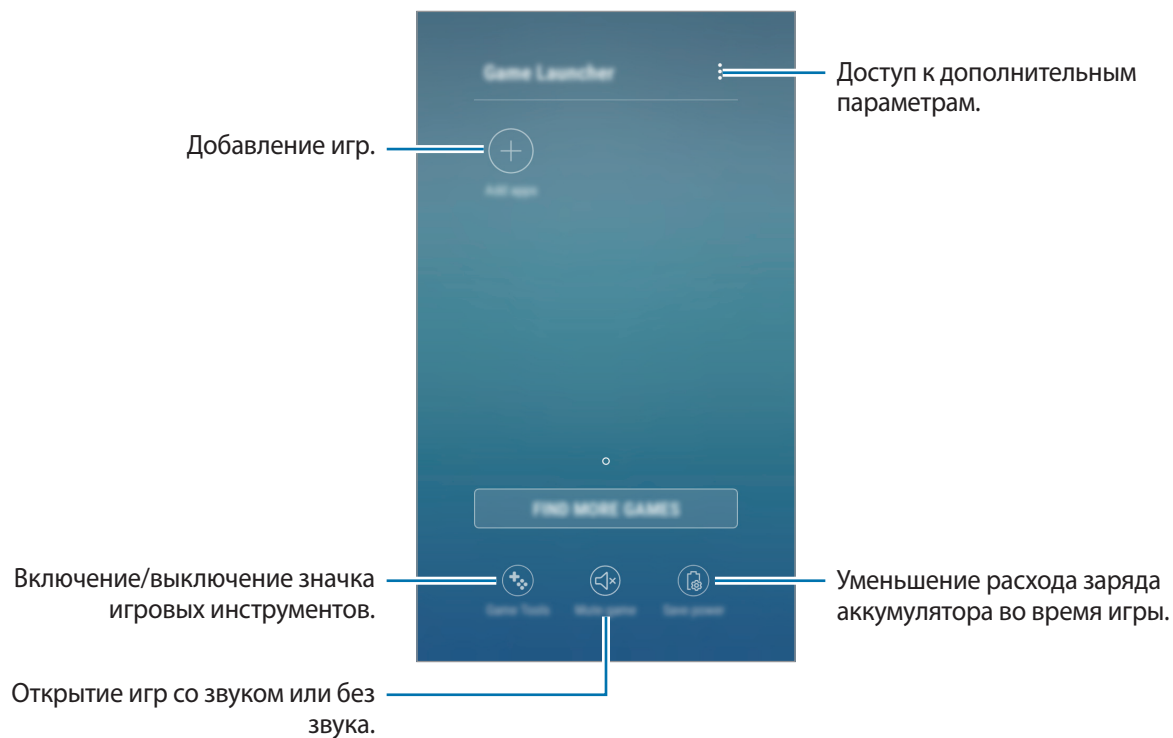 Game Launcher
Доступ к дополнительным
параметрам.
Добавление игр.
Add apps
FIND MORE GAMES
Включение/выключение значка
игровых инструментов.
Game Tools
Mute game
Save power
Уменьшение расхода заряда
аккумулятора во время игры.
Открытие игр со звуком или без
звука.